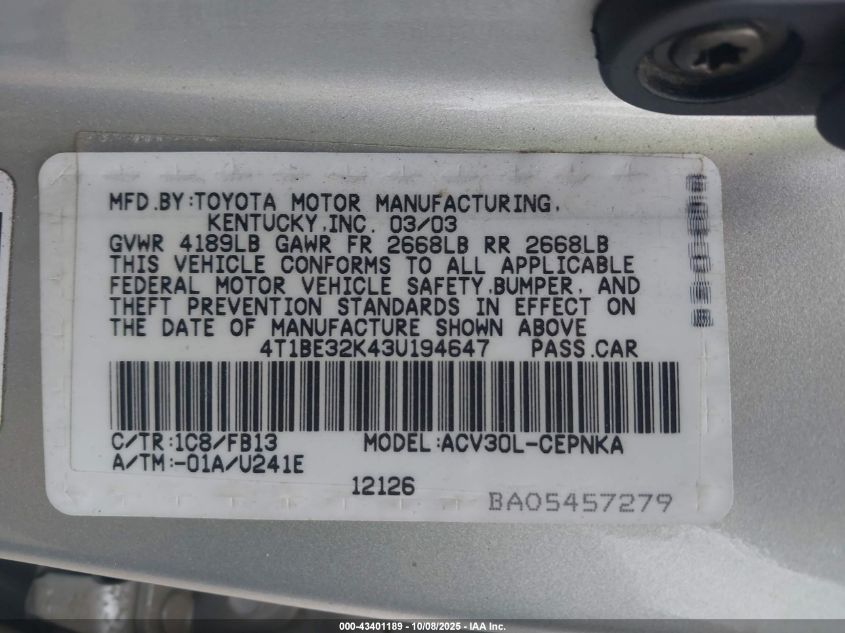 MFD.BY:TOYOTA MOTOR MANUFACTURING,
KENTUCKY,INC. 03/03
GVWR 4189LB GAWR FR 2668LB RR 2668LB
THIS VEHICLE CONFORMS TO ALL APPLICABLE
FEDERAL MOTOR VEHICLE SAFETY,BUMPER, AND
THEFT PREVENTION STANDARDS IN EFFECT ON
THE DATE OF MANUFACTURE SHOWN ABOVE
4T1BE32K43U194647 PASS.CAR
C/TR:1C8/FB13 MODEL:ACV30L-CEPNKA
A/TM:-01A/U241E
12126
BA05457279
000-43401189 - 10/08/2025 - IAA Inc.